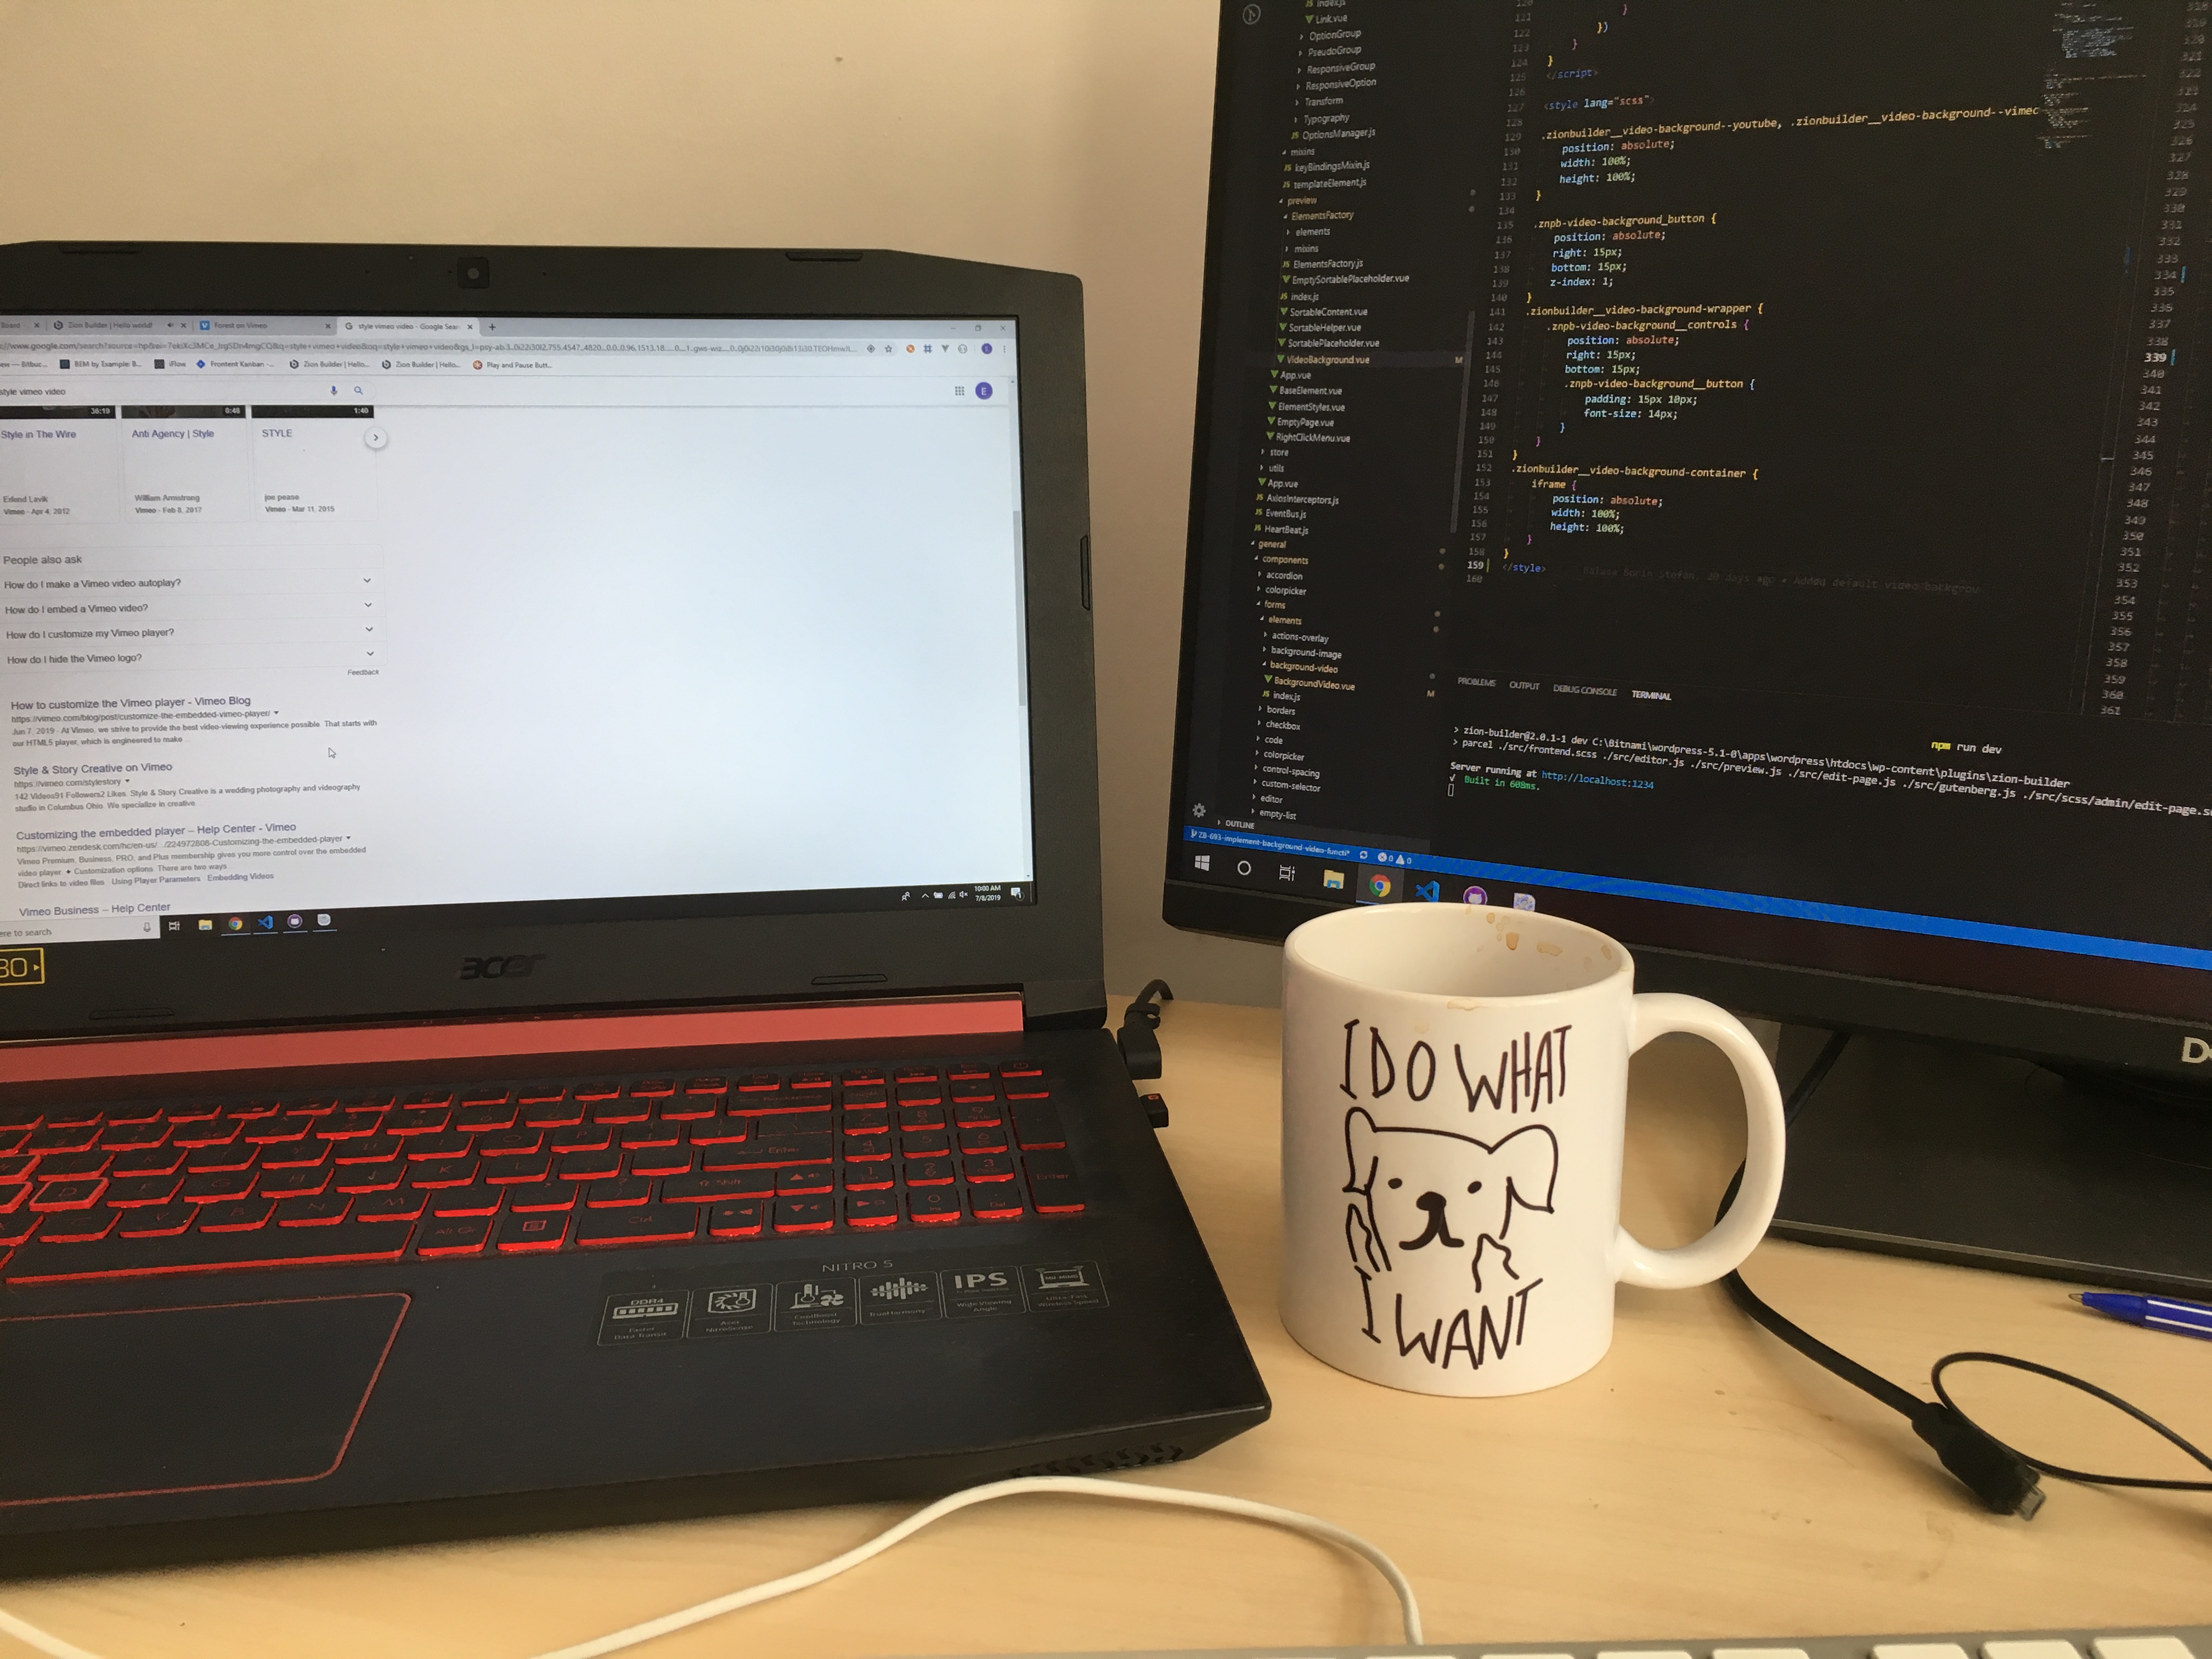 Zion Builder | Hello world!
Forest on Vimeo
style vimeo video - Google Sear
BEM by Example: B...
iFlow
Frontent Kanban -...
Zion Builder | Hello...
Zion Builder | Hello...
Play and Pause Butt...
style vimeo video
E
38:19
0:48
1:40
Style in The Wire
Anti Agency | Style
STYLE
Erlend Lavik
William Armstrong
joe pease
Vimeo - Apr 4, 2012
Vimeo - Feb 8, 2017
Vimeo - Mar 11, 2015
People also ask
How do I make a Vimeo video autoplay?
How do I embed a Vimeo video?
How do I customize my Vimeo player?
How do I hide the Vimeo logo?
Feedback
How to customize the Vimeo player - Vimeo Blog
https://vimeo.com/blog/post/customize-the-embedded-vimeo-player/
Jun 7, 2019 - At Vimeo, we strive to provide the best video-viewing experience possible. That starts with
our HTML5 player, which is engineered to make
Style & Story Creative on Vimeo
https://vimeo.com/stylestory
142 Videos91 Followers2 Likes. Style & Story Creative is a wedding photography and videography
studio in Columbus Ohio. We specialize in creative
Customizing the embedded player – Help Center - Vimeo
https://vimeo.zendesk.com/hc/en-us/.../224972808-Customizing-the-embedded-player
Vimeo Premium, Business, PRO, and Plus membership gives you more control over the embedded
video player. • Customization options. There are two ways
Direct links to video files Using Player Parameters Embedding Videos
Vimeo Business – Help Center
ere to search
10:00 AM
7/8/2019
acer
NITRO 5
DDR4
IPS
index.js
Link.vue
OptionGroup
PseudoGroup
ResponsiveGroup
ResponsiveOption
Transform
Typography
OptionsManager.js
mixins
keyBindingsMixin.js
templateElement.js
preview
ElementsFactory
elements
mixins
ElementsFactory.js
EmptySortablePlaceholder.vue
index.js
SortableContent.vue
SortableHelper.vue
SortablePlaceholder.vue
VideoBackground.vue M
App.vue
BaseElement.vue
ElementStyles.vue
EmptyPage.vue
RightClickMenu.vue
store
utils
App.vue
AxiosInterceptors.js
EventBus.js
HeartBeat.js
general
components
accordion
colorpicker
forms
elements
actions-overlay
background-image
background-video
BackgroundVideo.vue M
index.js
borders
checkbox
code
colorpicker
control-spacing
custom-selector
editor
empty-list
OUTLINE
ZB-693-implement-background-video-functi* 0 0
121 }
122 })
123 }
124 }
125 </script>
126
127 <style lang="scss">
128
129 .zionbuilder__video-background--youtube, .zionbuilder__video-background--vimeo
130 position: absolute;
131 width: 100%;
132 height: 100%;
133 }
134
135 .znpb-video-background_button {
136 position: absolute;
137 right: 15px;
138 bottom: 15px;
139 z-index: 1;
140 }
141 .zionbuilder__video-background-wrapper {
142 .znpb-video-background__controls {
143 position: absolute;
144 right: 15px;
145 bottom: 15px;
146 .znpb-video-background__button {
147 padding: 15px 10px;
148 font-size: 14px;
149 }
150 }
151 }
152 .zionbuilder__video-background-container {
153 iframe {
154 position: absolute;
155 width: 100%;
156 height: 100%;
157 }
158 }
159 </style>
160
PROBLEMS OUTPUT DEBUG CONSOLE TERMINAL
npm run dev
> zion-builder@2.0.1-1 dev C:\Bitnami\wordpress-5.1-0\apps\wordpress\htdocs\wp-content\plugins\zion-builder
> parcel ./src/frontend.scss ./src/editor.js ./src/preview.js ./src/edit-page.js ./src/gutenberg.js ./src/scss/admin/edit-page.s
Server running at http://localhost:1234
√ Built in 608ms.
I DO WHAT
I WANT